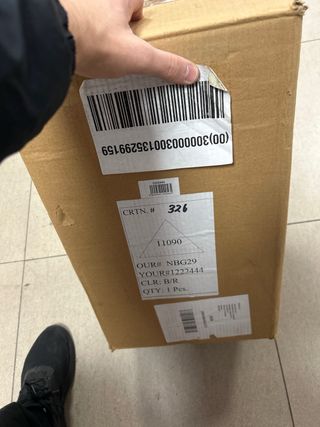 (00)300000300135299159
CRTN. # 326
11090
OUR#: NBG29
YOUR#1222444
CLR: B/R
QTY: 1 Pcs.